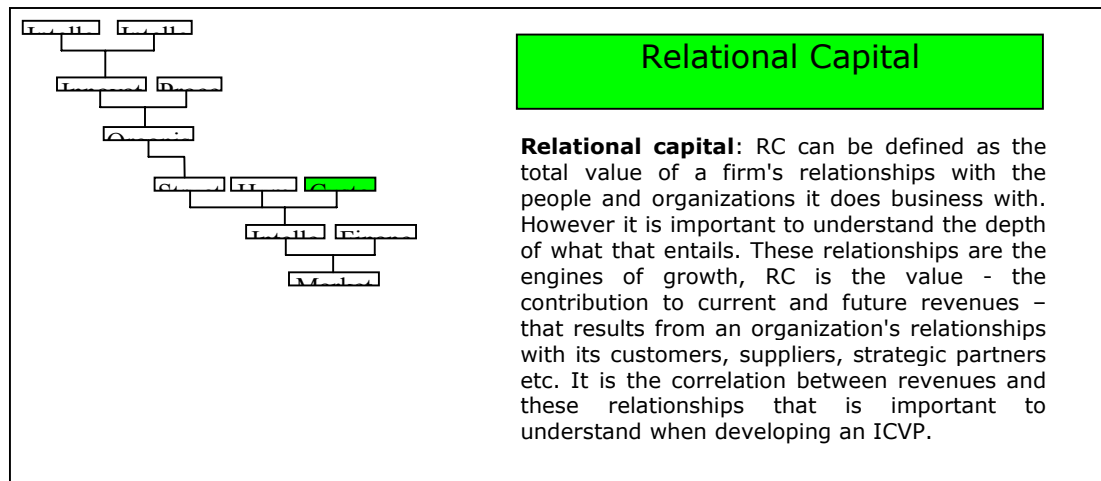 Relational Capital
Relational capital: RC can be defined as the
total value of a firm's relationships with the
people and organizations it does business with.
However it is important to understand the depth
of what that entails. These relationships are the
engines of growth, RC is the value - the
contribution to current and future revenues –
that results from an organization's relationships
with its customers, suppliers, strategic partners
etc. It is the correlation between revenues and
these relationships that is important to
understand when developing an ICVP.